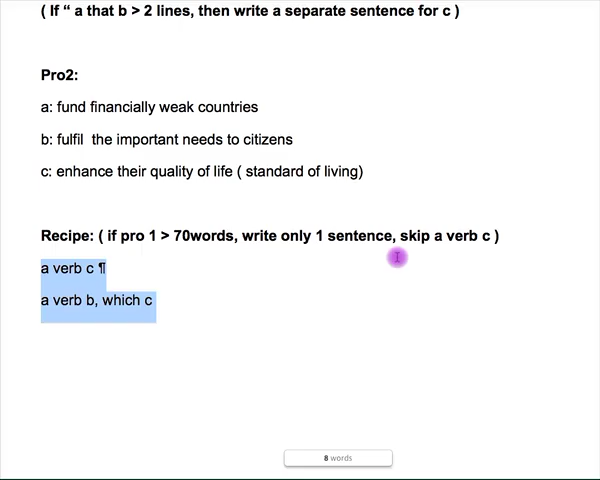 ( If “ a that b > 2 lines, then write a separate sentence for c )
Pro2:
a: fund financially weak countries
b: fulfil  the important needs to citizens
c: enhance their quality of life ( standard of living)
Recipe: ( if pro 1 > 70words, write only 1 sentence, skip a verb c )
a verb c ¶
a verb b, which c
8 words